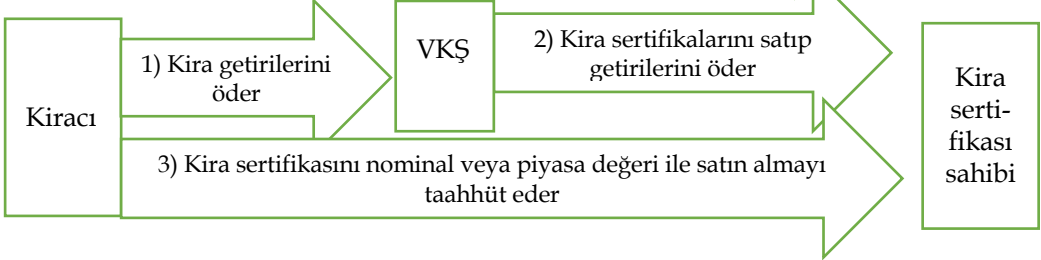 Kiracı
1) Kira getirilerini
öder
VKŞ
2) Kira sertifikalarını satıp
getirilerini öder
3) Kira sertifikasını nominal veya piyasa değeri ile satın almayı
taahhüt eder
Kira
serti-
fikası
sahibi